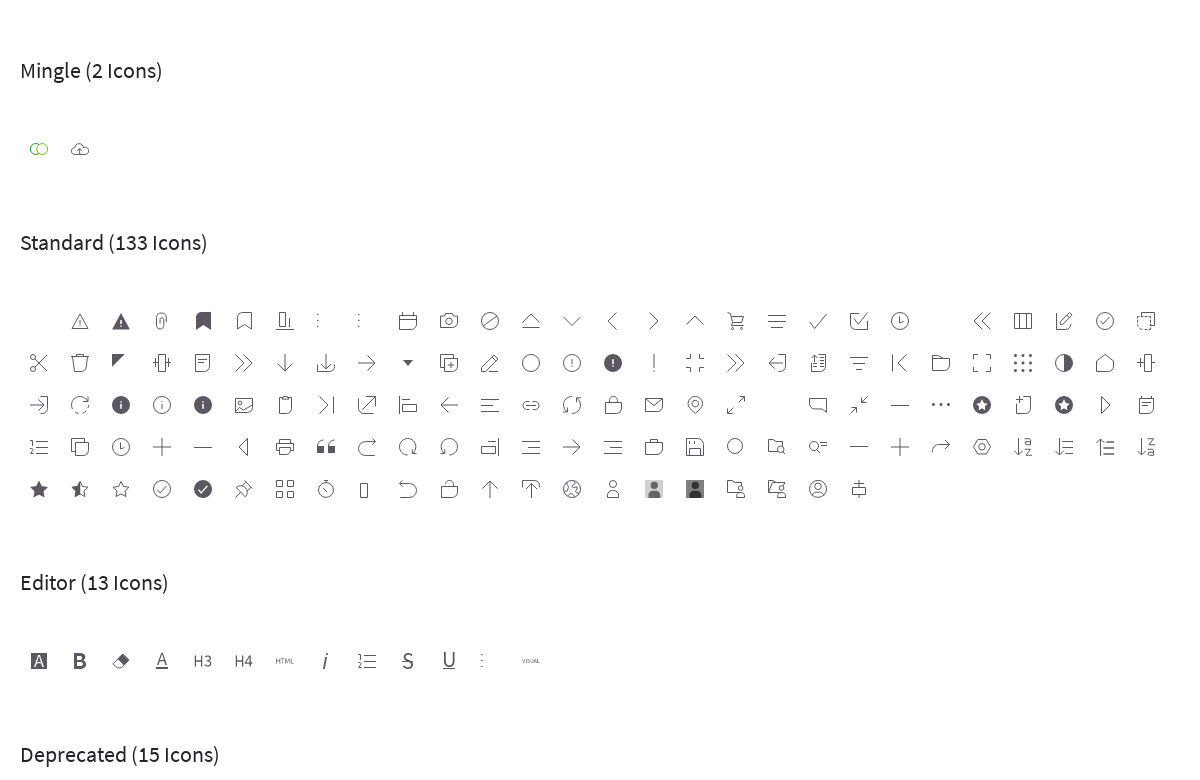 Mingle (2 Icons)
Standard (133 Icons)
Editor (13 Icons)
A B A H3 H4 HTML i S U VISUAL
Deprecated (15 Icons)